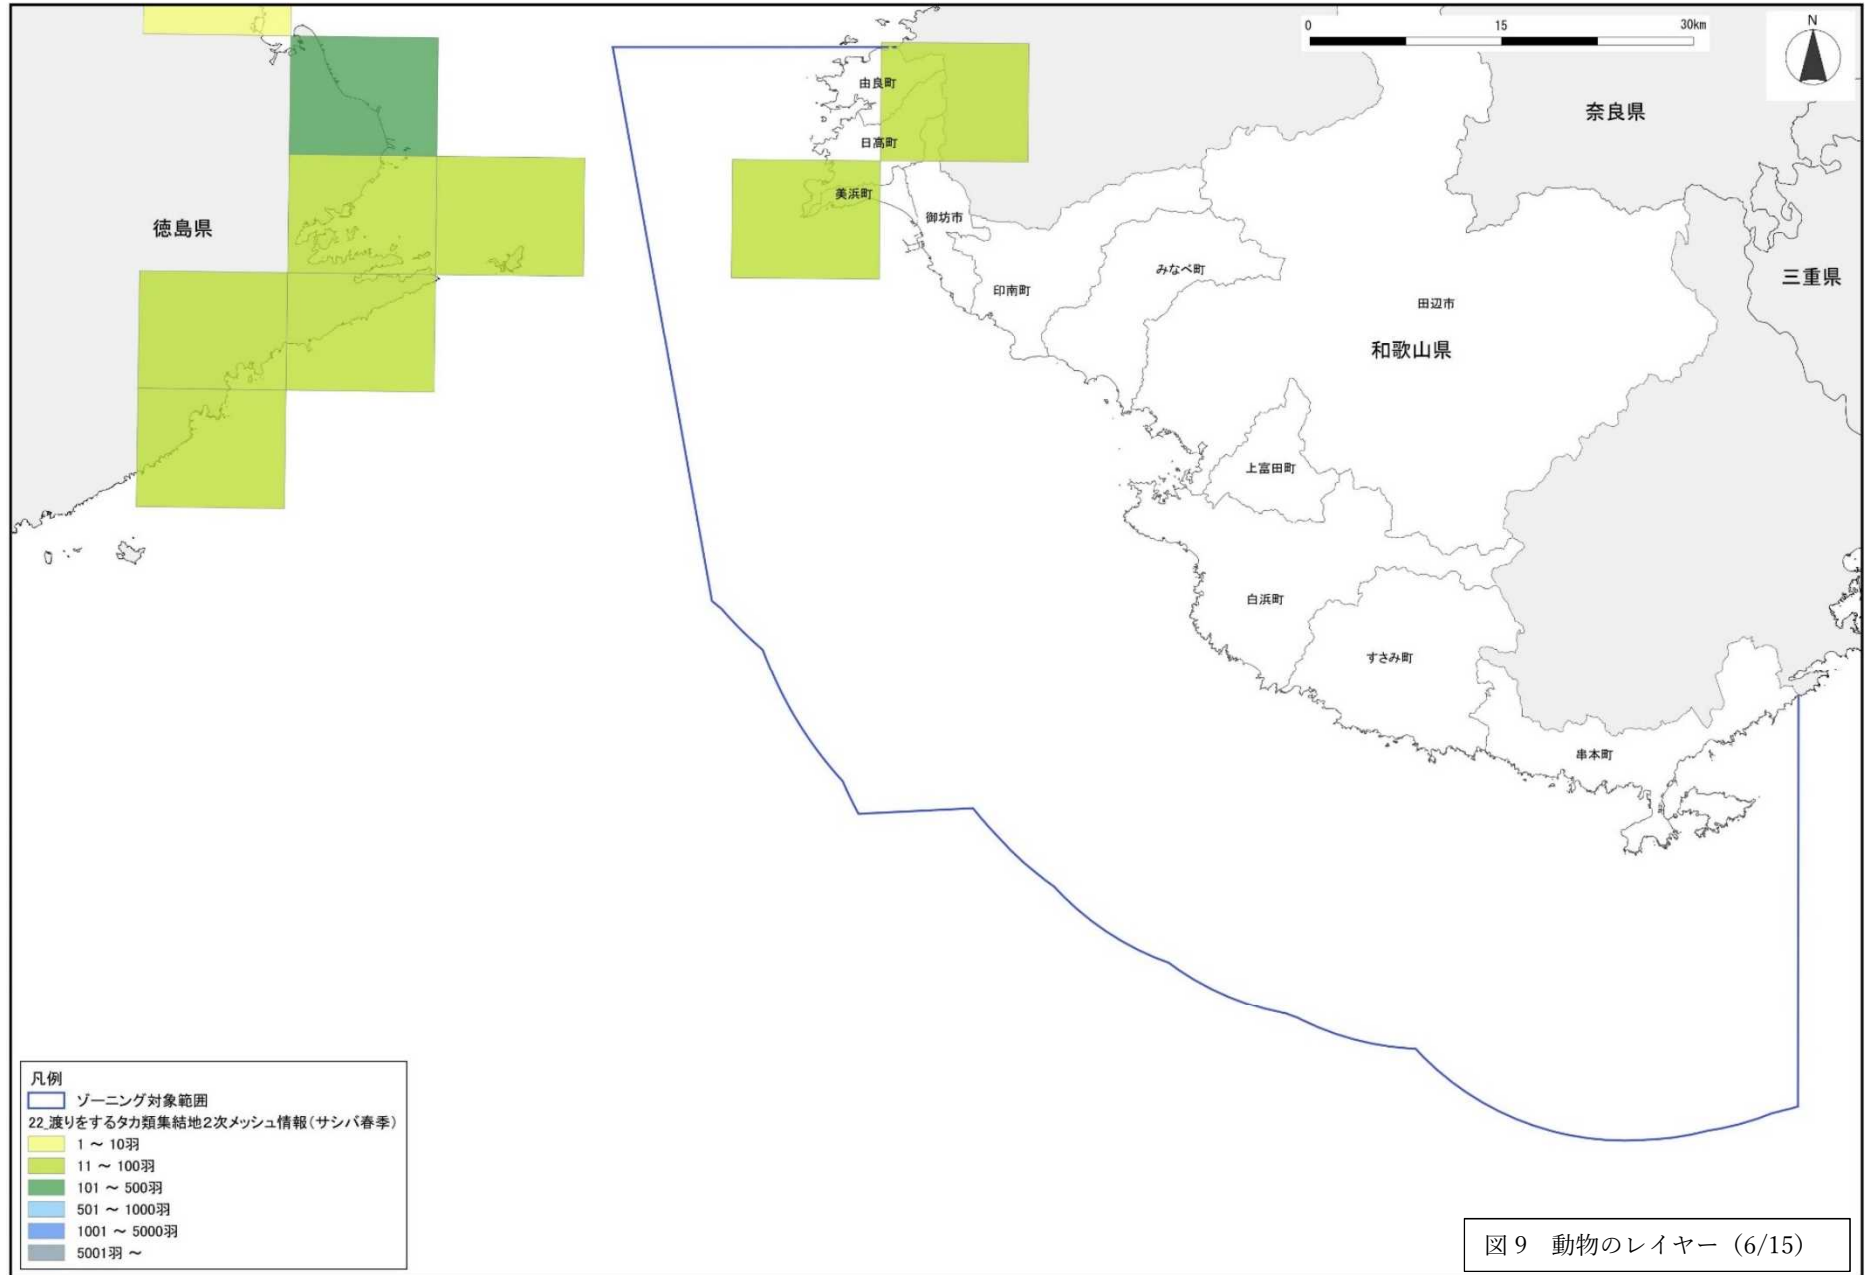 0 15 30km
N
奈良県
由良町
日高町
美浜町
御坊市
徳島県
みなべ町
三重県
印南町
田辺市
和歌山県
上富田町
白浜町
すさみ町
串本町
凡例
ゾーニング対象範囲
22_渡りをするタカ類集結地2次メッシュ情報(サシバ春季)
1 ～ 10羽
11 ～ 100羽
101 ～ 500羽
501 ～ 1000羽
1001 ～ 5000羽
5001羽 ～
図 9 動物のレイヤー（6/15）